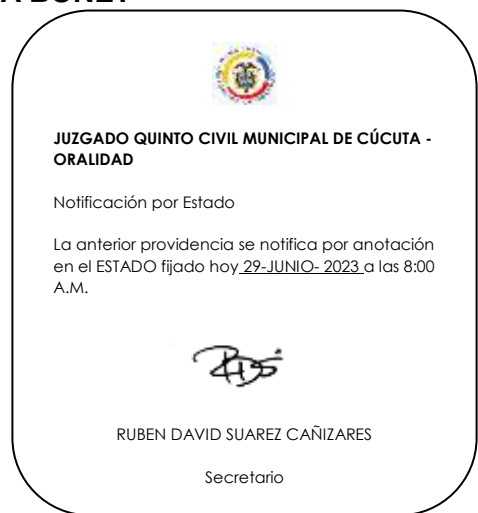 JUZGADO QUINTO CIVIL MUNICIPAL DE CÚCUTA -
ORALIDAD
Notificación por Estado
La anterior providencia se notifica por anotación
en el ESTADO fijado hoy 29-JUNIO- 2023 a las 8:00
A.M.
RUBEN DAVID SUAREZ CAÑIZARES
Secretario